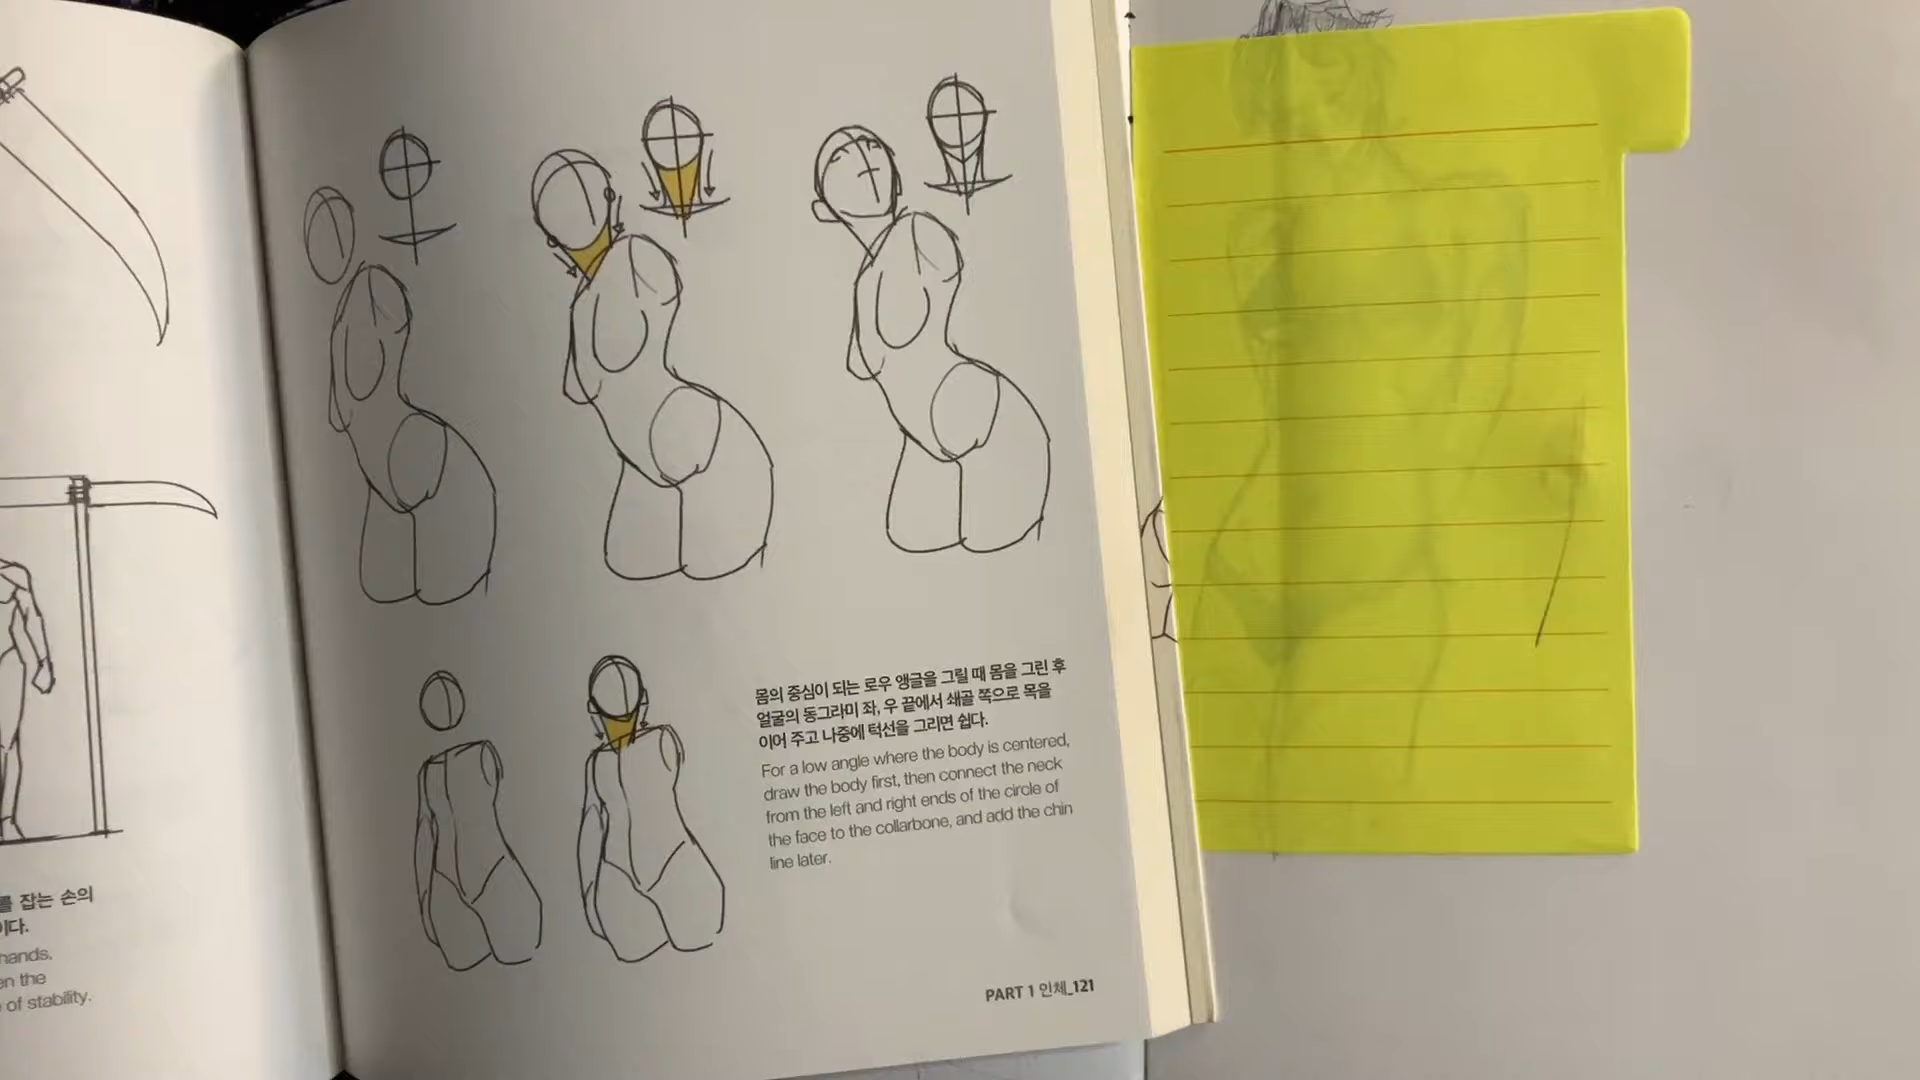 를 잡는 손의
이다.
hands,
en the
of stability.
몸의 중심이 되는 로우 앵글을 그릴 때 몸을 그린 후
얼굴의 동그라미 좌, 우 끝에서 쇄골 쪽으로 목을
이어 주고 나중에 턱선을 그리면 쉽다.
For a low angle where the body is centered,
draw the body first, then connect the neck
from the left and right ends of the circle of
the face to the collarbone, and add the chin
line later.
PART 1 인체_121